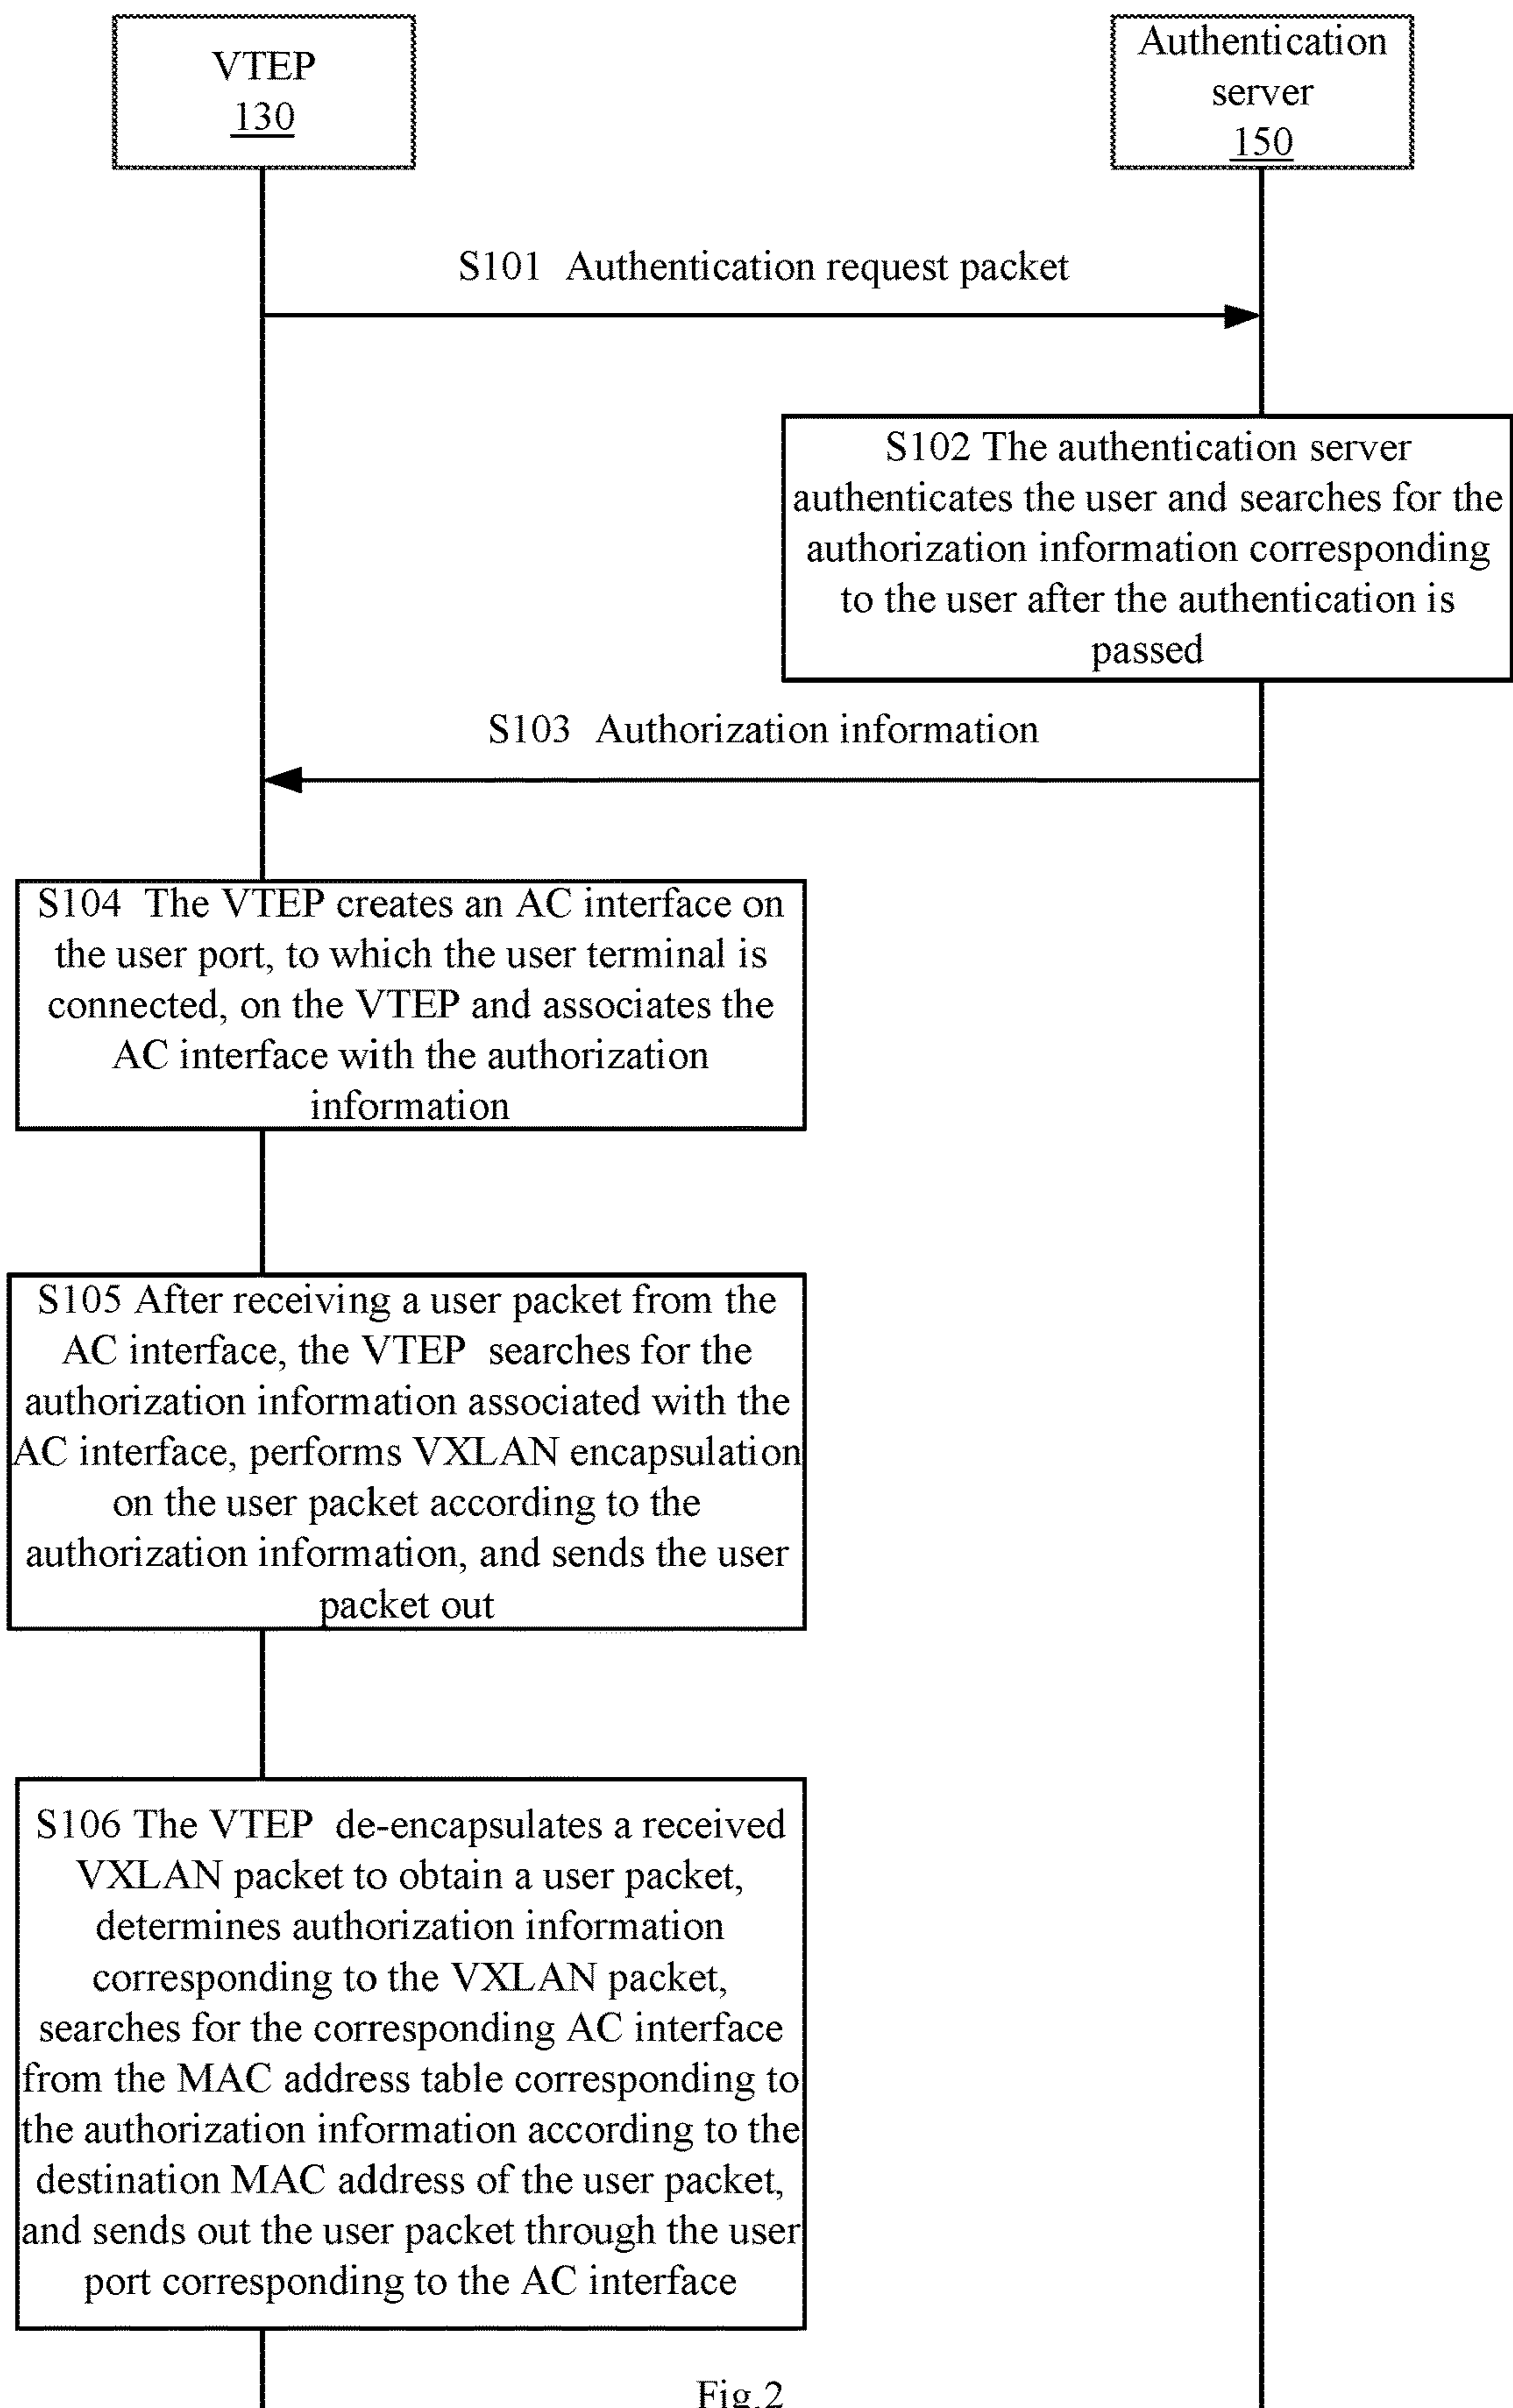 VTEP
130
Authentication
server
150
S101 Authentication request packet
S102 The authentication server
authenticates the user and searches for the
authorization information corresponding
to the user after the authentication is
passed
S103 Authorization information
S104 The VTEP creates an AC interface on
the user port, to which the user terminal is
connected, on the VTEP and associates the
AC interface with the authorization
information
S105 After receiving a user packet from the
AC interface, the VTEP searches for the
authorization information associated with the
AC interface, performs VXLAN encapsulation
on the user packet according to the
authorization information, and sends the user
packet out
S106 The VTEP de-encapsulates a received
VXLAN packet to obtain a user packet,
determines authorization information
corresponding to the VXLAN packet,
searches for the corresponding AC interface
from the MAC address table corresponding to
the authorization information according to the
destination MAC address of the user packet,
and sends out the user packet through the user
port corresponding to the AC interface
Fig.2